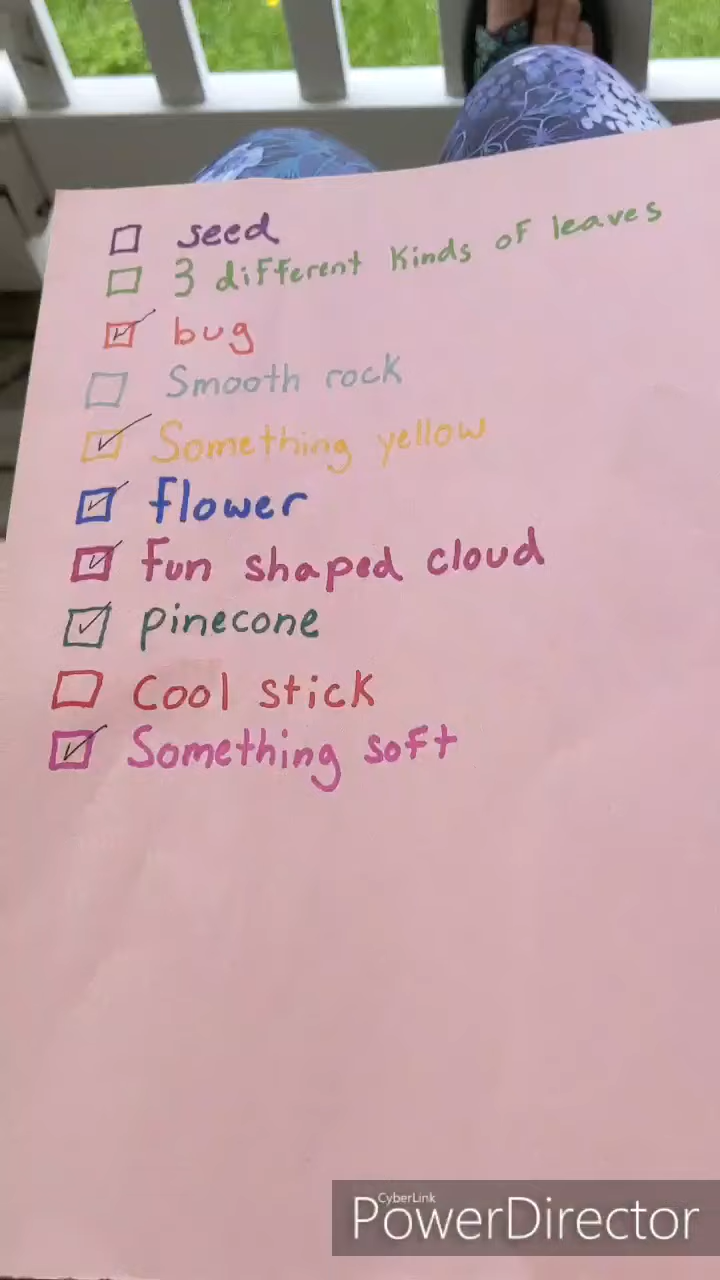 seed
3 different kinds of leaves
bug
Smooth rock
Something yellow
flower
fun shaped cloud
pinecone
Cool stick
Something soft
CyberLink
PowerDirector